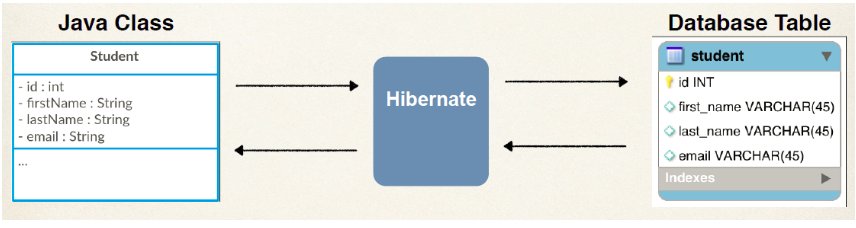 Java Class
Student
- id : int
- firstName : String
- lastName : String
- email : String
...
Hibernate
Database Table
student
id INT
first_name VARCHAR(45)
last_name VARCHAR(45)
email VARCHAR(45)
Indexes